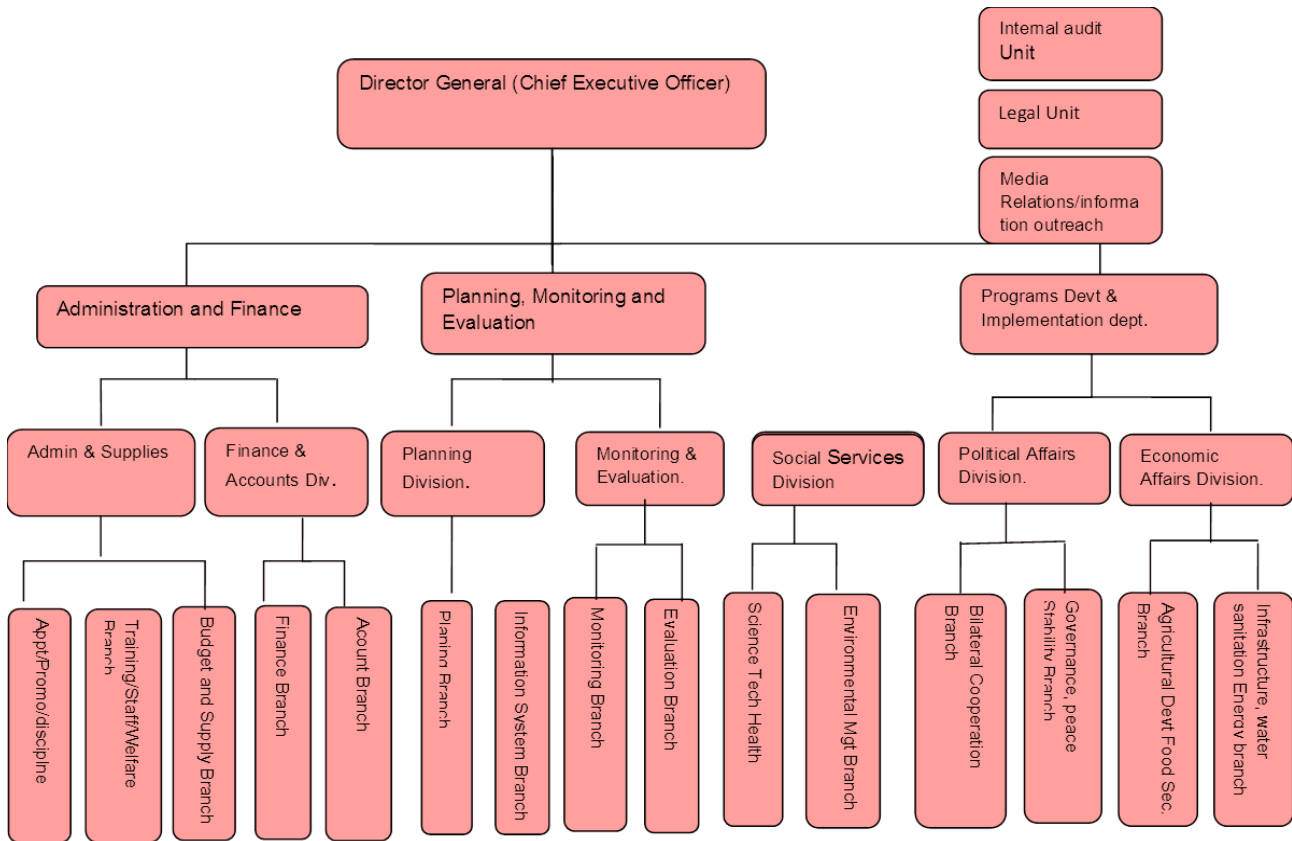 Internal audit
Unit
Director General (Chief Executive Officer)
Legal Unit
Media
Relations/informa
tion outreach
Administration and Finance
Planning, Monitoring and
Evaluation
Programs Devt &
Implementation dept.
Admin & Supplies
Finance &
Accounts Div.
Planning
Division.
Monitoring &
Evaluation.
Social Services
Division
Political Affairs
Division.
Economic
Affairs Division.
Appt/Promo/disciplne
Training/Staff/Welfare
Branch
Budget and Supply Branch
Finance Branch
Acount Branch
Planing Branch
Information System Branch
Monitoring Branch
Evaluation Branch
Science Tech Health
Environmental Mgt Branch
Bilateral Cooperation
Branch
Governance, peace
Stability Branch
Agricultural Devt Food Sec.
Branch
Infrastructure, water
sanitation Energy branch